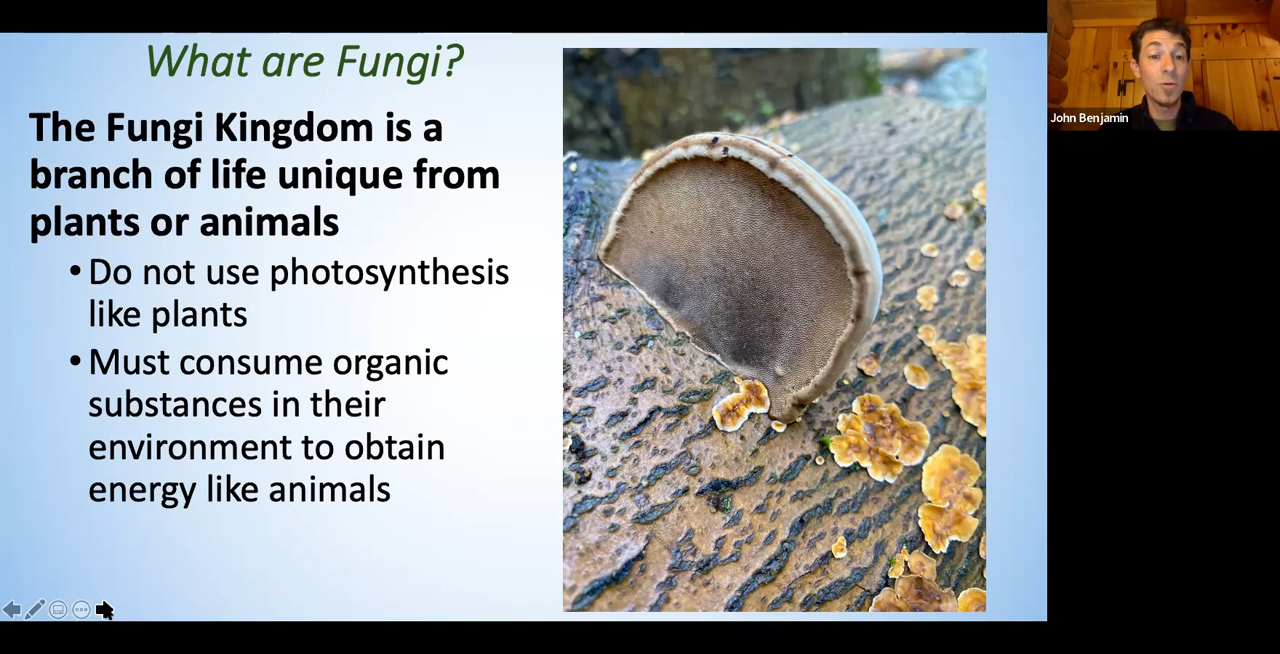 What are Fungi?
The Fungi Kingdom is a
branch of life unique from
plants or animals
• Do not use photosynthesis
like plants
• Must consume organic
substances in their
environment to obtain
energy like animals
John Benjamin